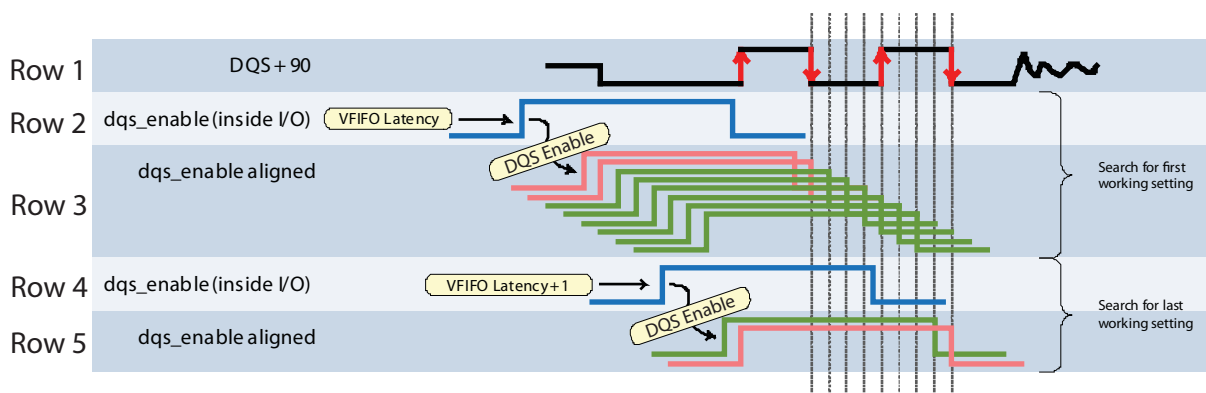 Row 1
DQS + 90
Row 2
dqs_enable (inside I/O)
VFIFO Latency
DQS Enable
dqs_enable aligned
Row 3
Search for first
working setting
Row 4
dqs_enable (inside I/O)
VFIFO Latency+1
DQS Enable
dqs_enable aligned
Row 5
Search for last
working setting